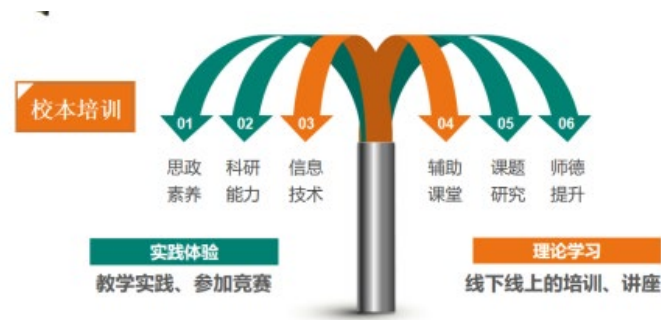 校本培训
01 02 03 04 05 06
思政 科研 信息 辅助 课题 师德
素养 能力 技术 课堂 研究 提升
实践体验 理论学习
教学实践、参加竞赛 线下线上的培训、讲座